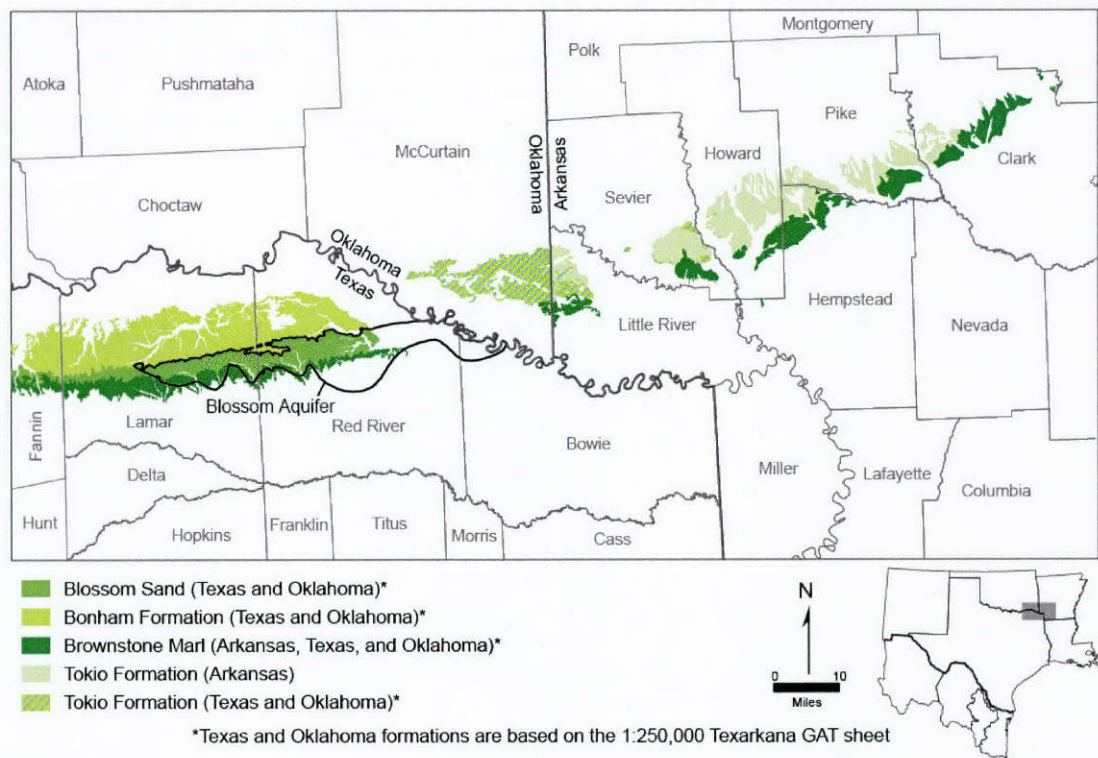 Montgomery
Polk
Atoka
Pushmataha
Pike
McCurtain
Oklahoma
Arkansas
Howard
Clark
Choctaw
Sevier
Oklahoma
Texas
Hempstead
Little River
Nevada
Blossom Aquifer
Fannin
Lamar
Red River
Bowie
Miller
Lafayette
Delta
Columbia
Hunt
Hopkins
Franklin
Titus
Morris
Cass
Blossom Sand (Texas and Oklahoma)*
Bonham Formation (Texas and Oklahoma)*
Brownstone Marl (Arkansas, Texas, and Oklahoma)*
Tokio Formation (Arkansas)
Tokio Formation (Texas and Oklahoma)*
N
0 10
Miles
*Texas and Oklahoma formations are based on the 1:250,000 Texarkana GAT sheet